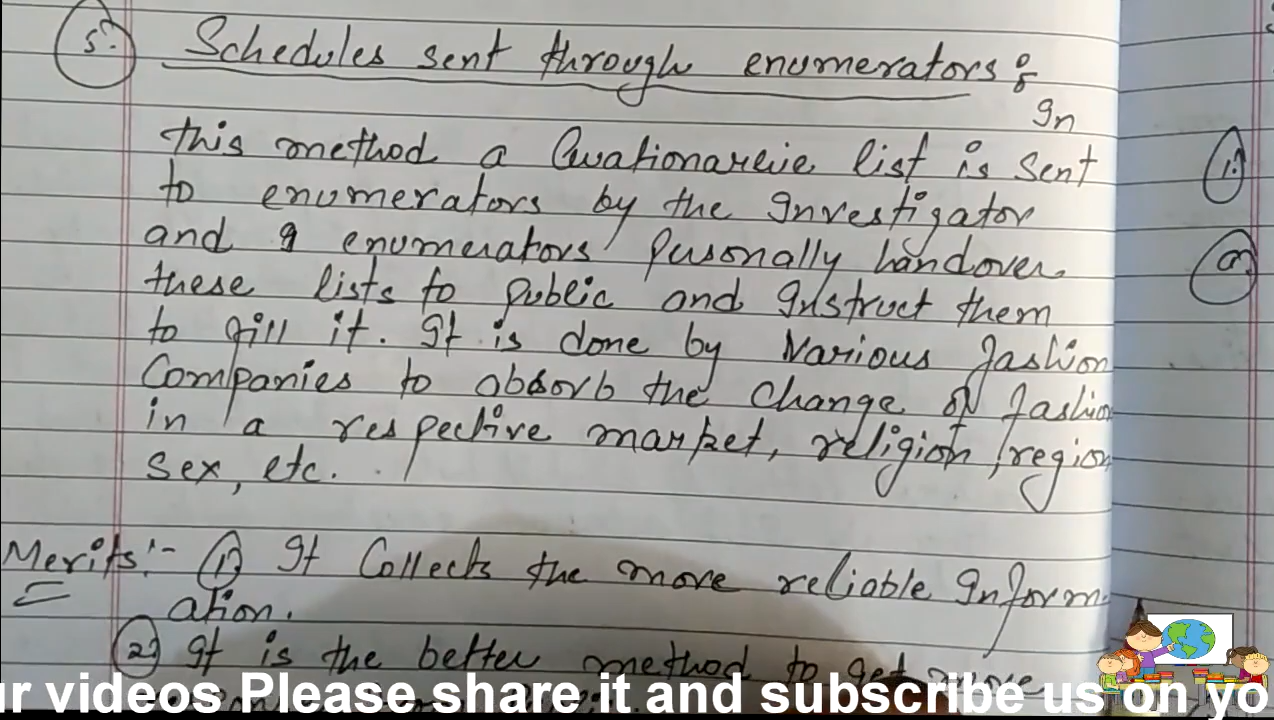 5. Schedules sent through enumerators :
In
this method a Quationareie list is sent
to enumerators by the Investigator
and enumerators personally handover
these lists to public and Instruct them
to fill it. It is done by Various fashion
Companies to absorb the change of fashion
in a respective market, religion, region
sex, etc.
Merits:- 1) It Collects the more reliable Inform-
ation.
2) It is the better method to get more
ur videos Please share it and subscribe us on yo